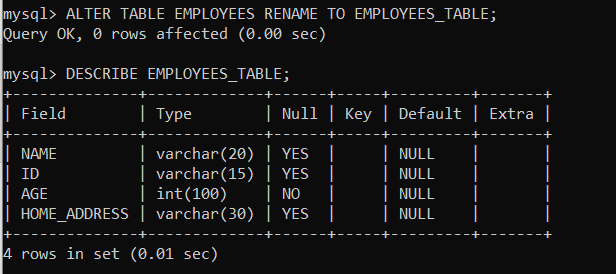 mysql> ALTER TABLE EMPLOYEES RENAME TO EMPLOYEES_TABLE;
Query OK, 0 rows affected (0.00 sec)
mysql> DESCRIBE EMPLOYEES_TABLE;
+--------------+-------------+------+-----+---------+-------+
| Field        | Type        | Null | Key | Default | Extra |
+--------------+-------------+------+-----+---------+-------+
| NAME         | varchar(20) | YES  |     | NULL    |       |
| ID           | varchar(15) | YES  |     | NULL    |       |
| AGE          | int(100)    | NO   |     | NULL    |       |
| HOME_ADDRESS | varchar(30) | YES  |     | NULL    |       |
+--------------+-------------+------+-----+---------+-------+
4 rows in set (0.01 sec)